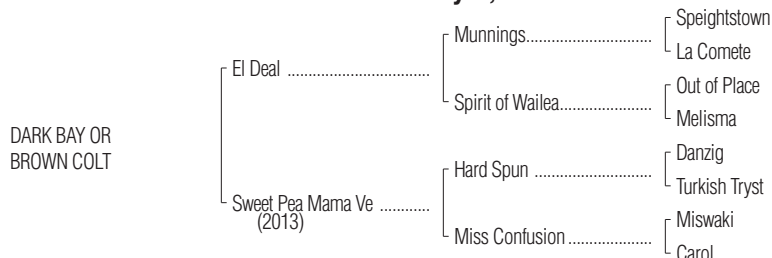 Speightstown
Munnings
La Comete
El Deal
Out of Place
Spirit of Wailea
Melisma
DARK BAY OR
BROWN COLT
Danzig
Hard Spun
Turkish Tryst
Sweet Pea Mama Ve
(2013)
Miswaki
Miss Confusion
Carol